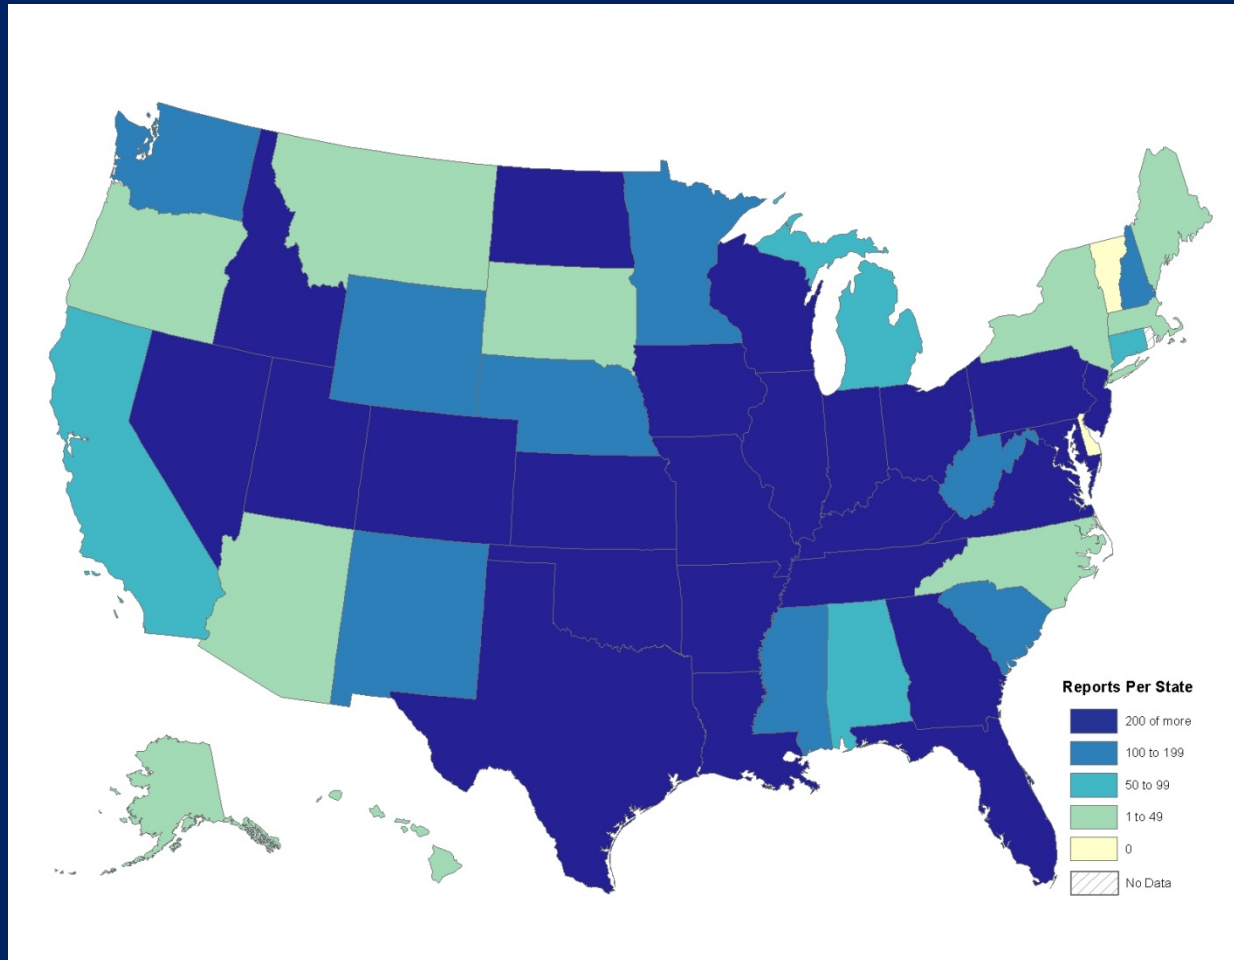 Reports Per State
200 of more
100 to 199
50 to 99
1 to 49
0
No Data